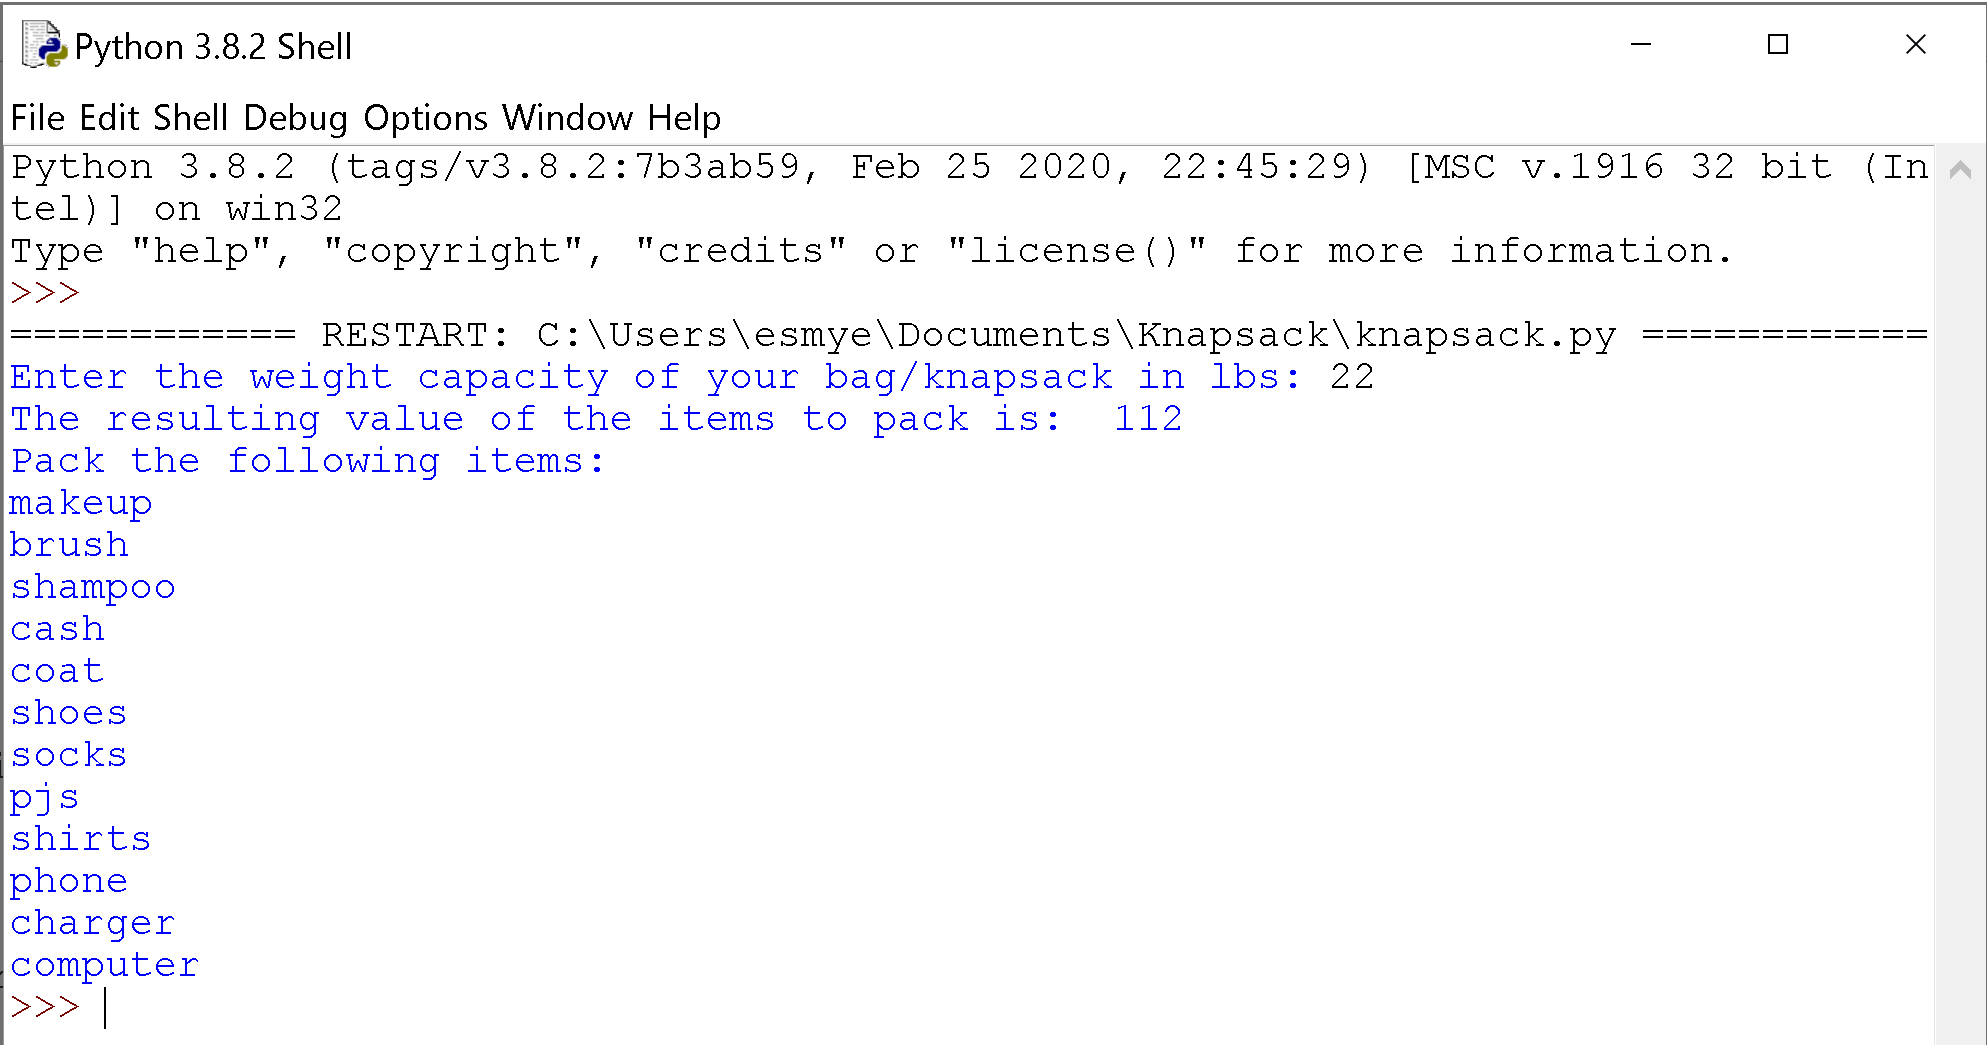 Python 3.8.2 Shell
File Edit Shell Debug Options Window Help
Python 3.8.2 (tags/v3.8.2:7b3ab59, Feb 25 2020, 22:45:29) [MSC v.1916 32 bit (In
tel)] on win32
Type "help", "copyright", "credits" or "license()" for more information.
>>>
============ RESTART: C:\Users\esmye\Documents\Knapsack\knapsack.py ============
Enter the weight capacity of your bag/knapsack in lbs: 22
The resulting value of the items to pack is:  112
Pack the following items:
makeup
brush
shampoo
cash
coat
shoes
socks
pjs
shirts
phone
charger
computer
>>>